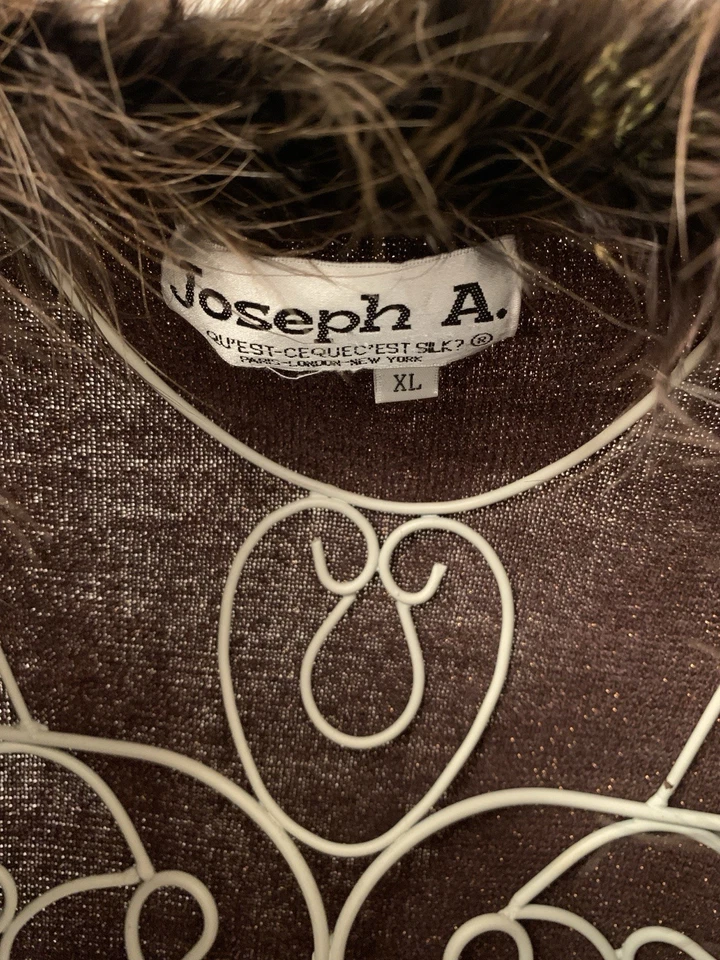 Joseph A.
QU'EST-CEQUEC'EST SILK? ®
PARIS-LONDON-NEW YORK
XL